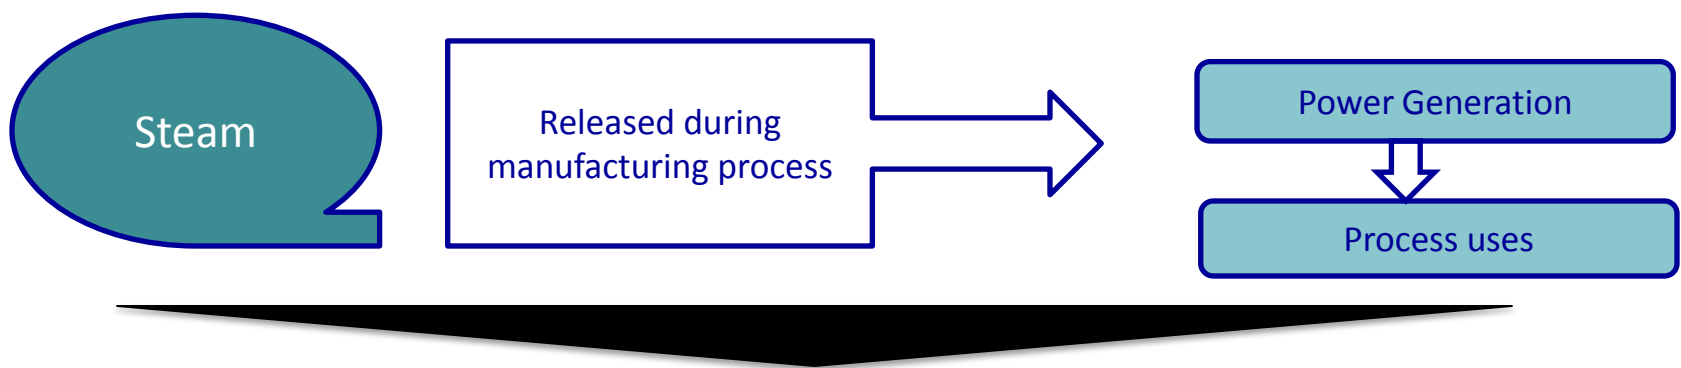 Steam
Released during
manufacturing process
Power Generation
Process uses